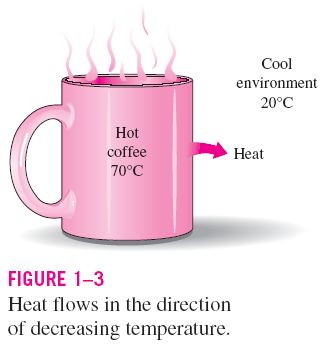 Cool
environment
20°C
Hot
coffee
70°C
Heat
FIGURE 1–3
Heat flows in the direction
of decreasing temperature.